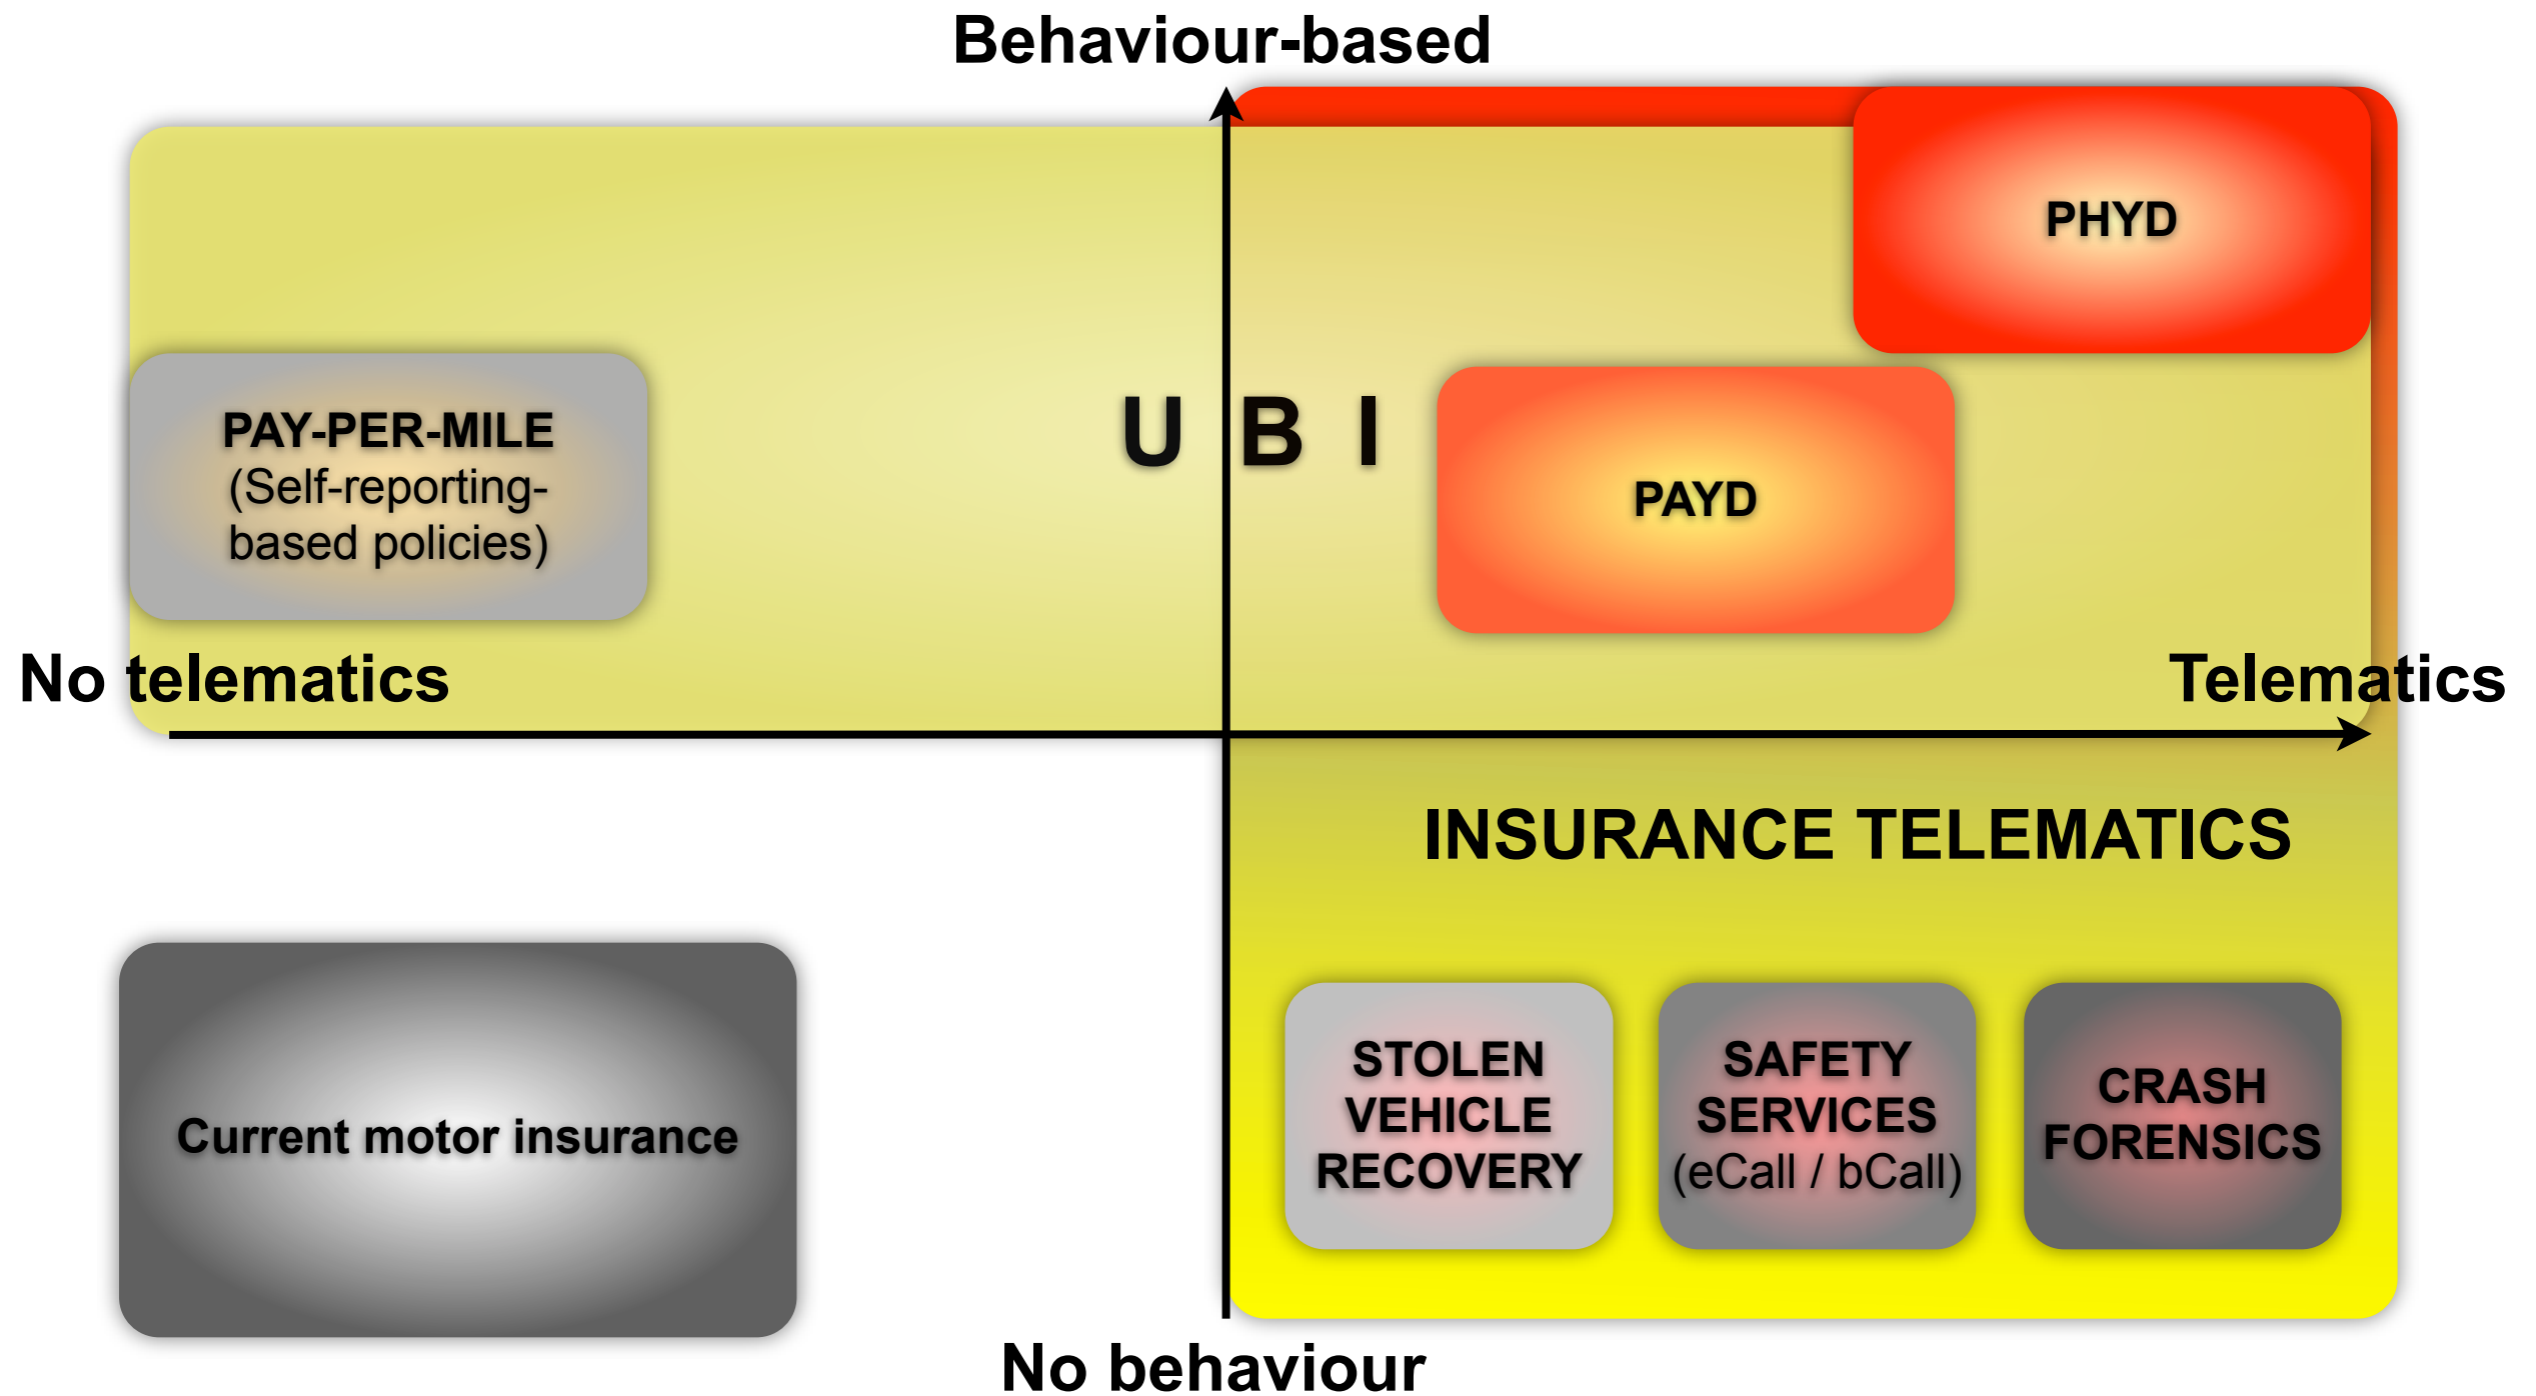 Behaviour-based
PHYD
PAY-PER-MILE
(Self-reporting-
based policies)
U B I
PAYD
No telematics
Telematics
INSURANCE TELEMATICS
Current motor insurance
STOLEN
VEHICLE
RECOVERY
SAFETY
SERVICES
(eCall / bCall)
CRASH
FORENSICS
No behaviour